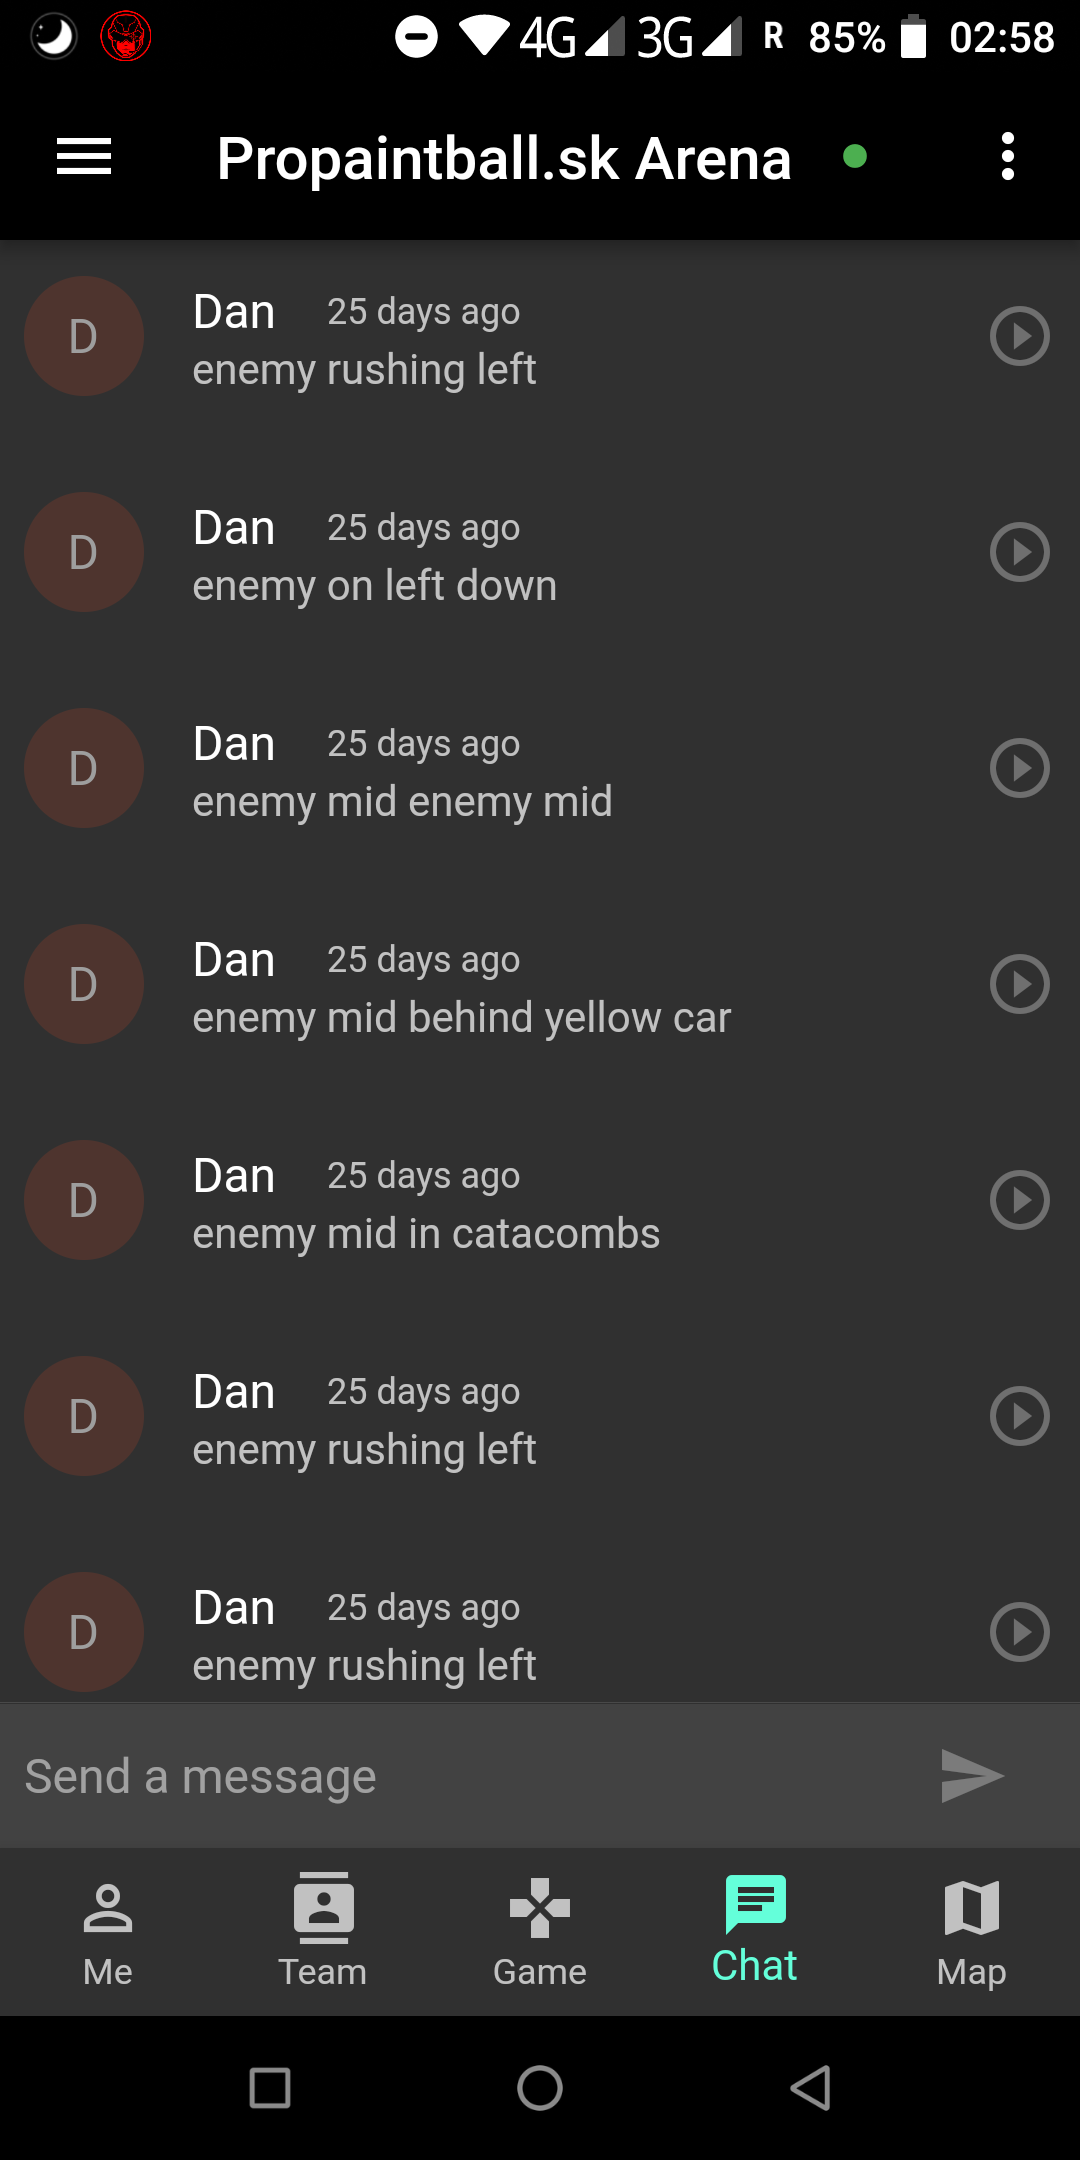 4G 3G R 85% 02:58
Propaintball.sk Arena
D
Dan 25 days ago
enemy rushing left
D
Dan 25 days ago
enemy on left down
D
Dan 25 days ago
enemy mid enemy mid
D
Dan 25 days ago
enemy mid behind yellow car
D
Dan 25 days ago
enemy mid in catacombs
D
Dan 25 days ago
enemy rushing left
D
Dan 25 days ago
enemy rushing left
Send a message
Me Team Game Chat Map